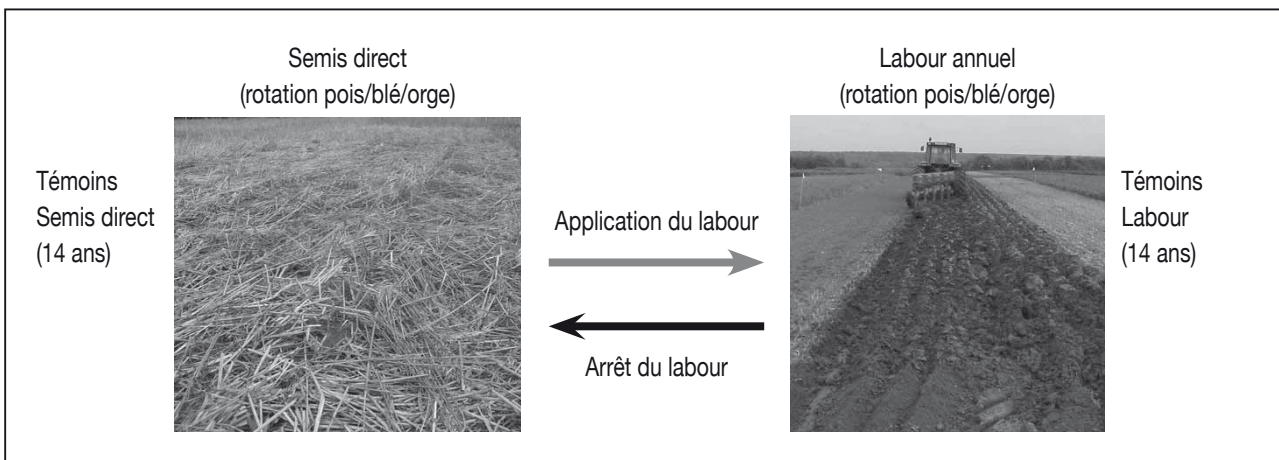 Semis direct
(rotation pois/blé/orge)
Labour annuel
(rotation pois/blé/orge)
Témoins
Semis direct
(14 ans)
Application du labour
Arrêt du labour
Témoins
Labour
(14 ans)